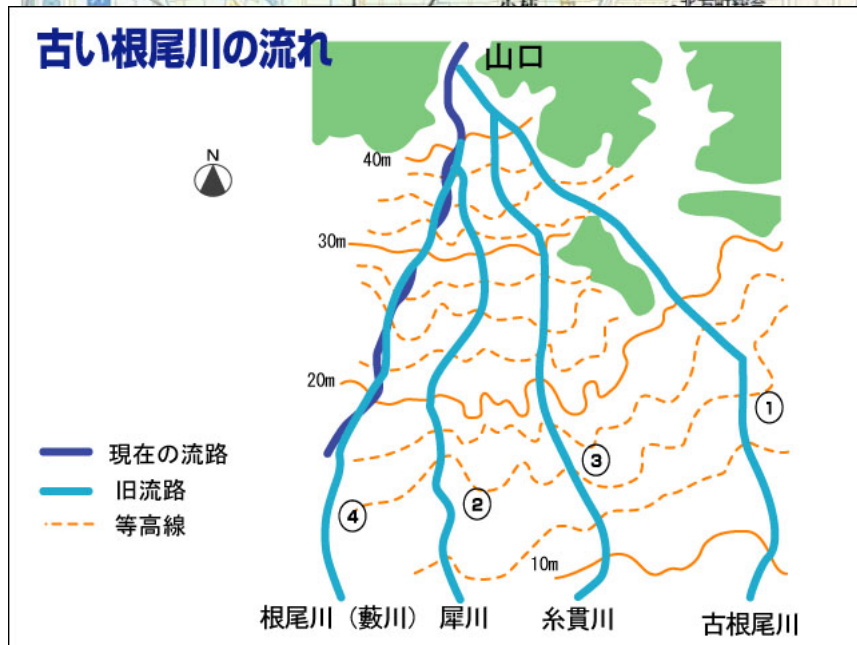 古い根尾川の流れ
山口
N
40m
30m
20m
10m
①
②
③
④
現在の流路
旧流路
等高線
根尾川（藪川）
犀川
糸貫川
古根尾川